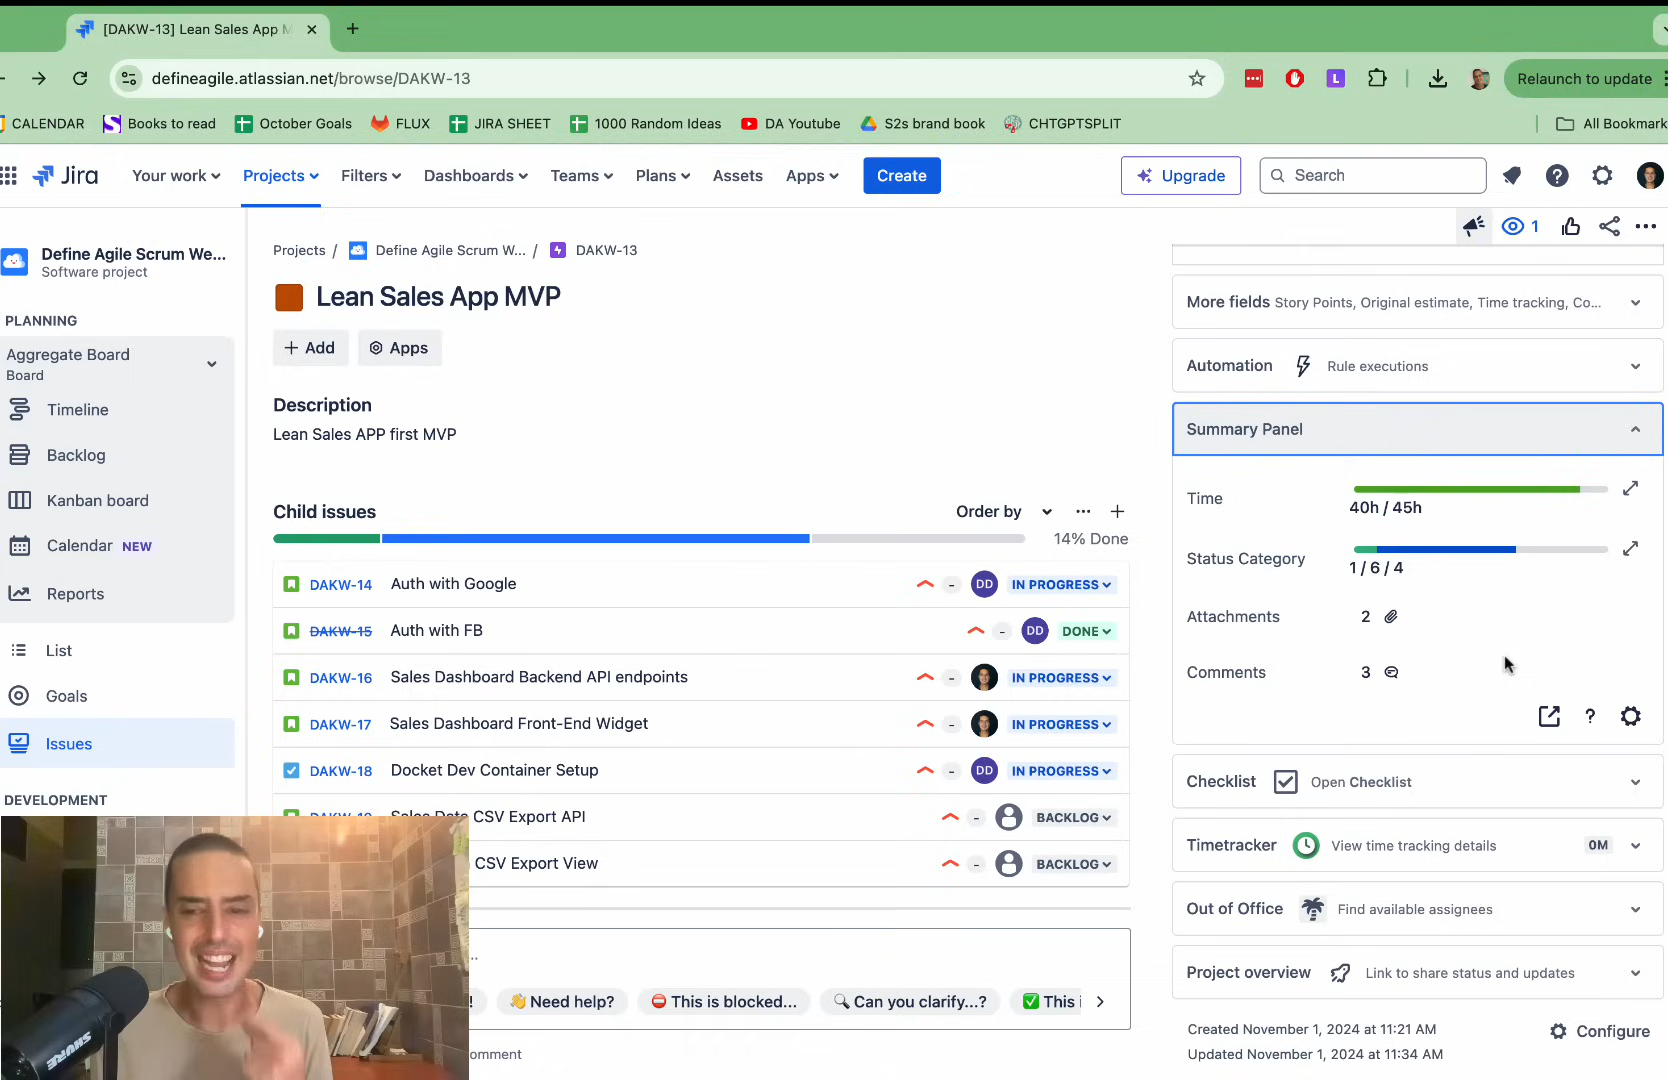 [DAKW-13] Lean Sales App M
defineagile.atlassian.net/browse/DAKW-13
L
Relaunch to update
CALENDAR
Books to read
October Goals
FLUX
JIRA SHEET
1000 Random Ideas
DA Youtube
S2s brand book
CHTGPTSPLIT
All Bookmark
Jira
Your work
Projects
Filters
Dashboards
Teams
Plans
Assets
Apps
Create
Upgrade
Search
Define Agile Scrum We...
Software project
PLANNING
Aggregate Board
Board
Timeline
Backlog
Kanban board
Calendar NEW
Reports
List
Goals
Issues
DEVELOPMENT
Projects / Define Agile Scrum W... / DAKW-13
Lean Sales App MVP
+ Add
Apps
Description
Lean Sales APP first MVP
Child issues
Order by
14% Done
DAKW-14 Auth with Google - DD IN PROGRESS
DAKW-15 Auth with FB - DD DONE
DAKW-16 Sales Dashboard Backend API endpoints - IN PROGRESS
DAKW-17 Sales Dashboard Front-End Widget - IN PROGRESS
DAKW-18 Docket Dev Container Setup - DD IN PROGRESS
CSV Export API - BACKLOG
CSV Export View - BACKLOG
..
!
👋 Need help?
⛔ This is blocked...
🔍 Can you clarify...?
✅ This i
omment
SHURE
1
More fields Story Points, Original estimate, Time tracking, Co...
Automation Rule executions
Summary Panel
Time
40h / 45h
Status Category
1 / 6 / 4
Attachments 2
Comments 3
?
Checklist Open Checklist
Timetracker View time tracking details 0M
Out of Office Find available assignees
Project overview Link to share status and updates
Created November 1, 2024 at 11:21 AM
Updated November 1, 2024 at 11:34 AM
Configure